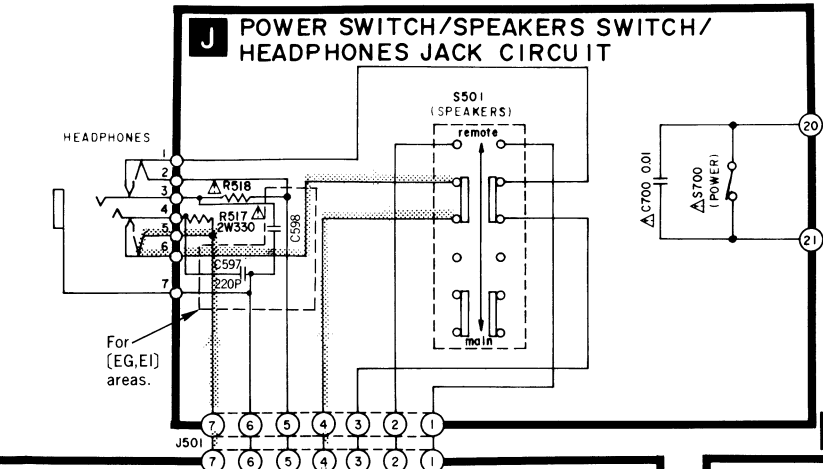 J POWER SWITCH/SPEAKERS SWITCH/
HEADPHONES JACK CIRCUIT
S501
(SPEAKERS)
remote
HEADPHONES
1
2
3
4
5
6
7
R518
R517
2W330
C598
C597
220P
C700 0.01
S700
(POWER)
20
21
main
For
[EG,EI]
areas.
J501
7 6 5 4 3 2 1
7 6 5 4 3 2 1